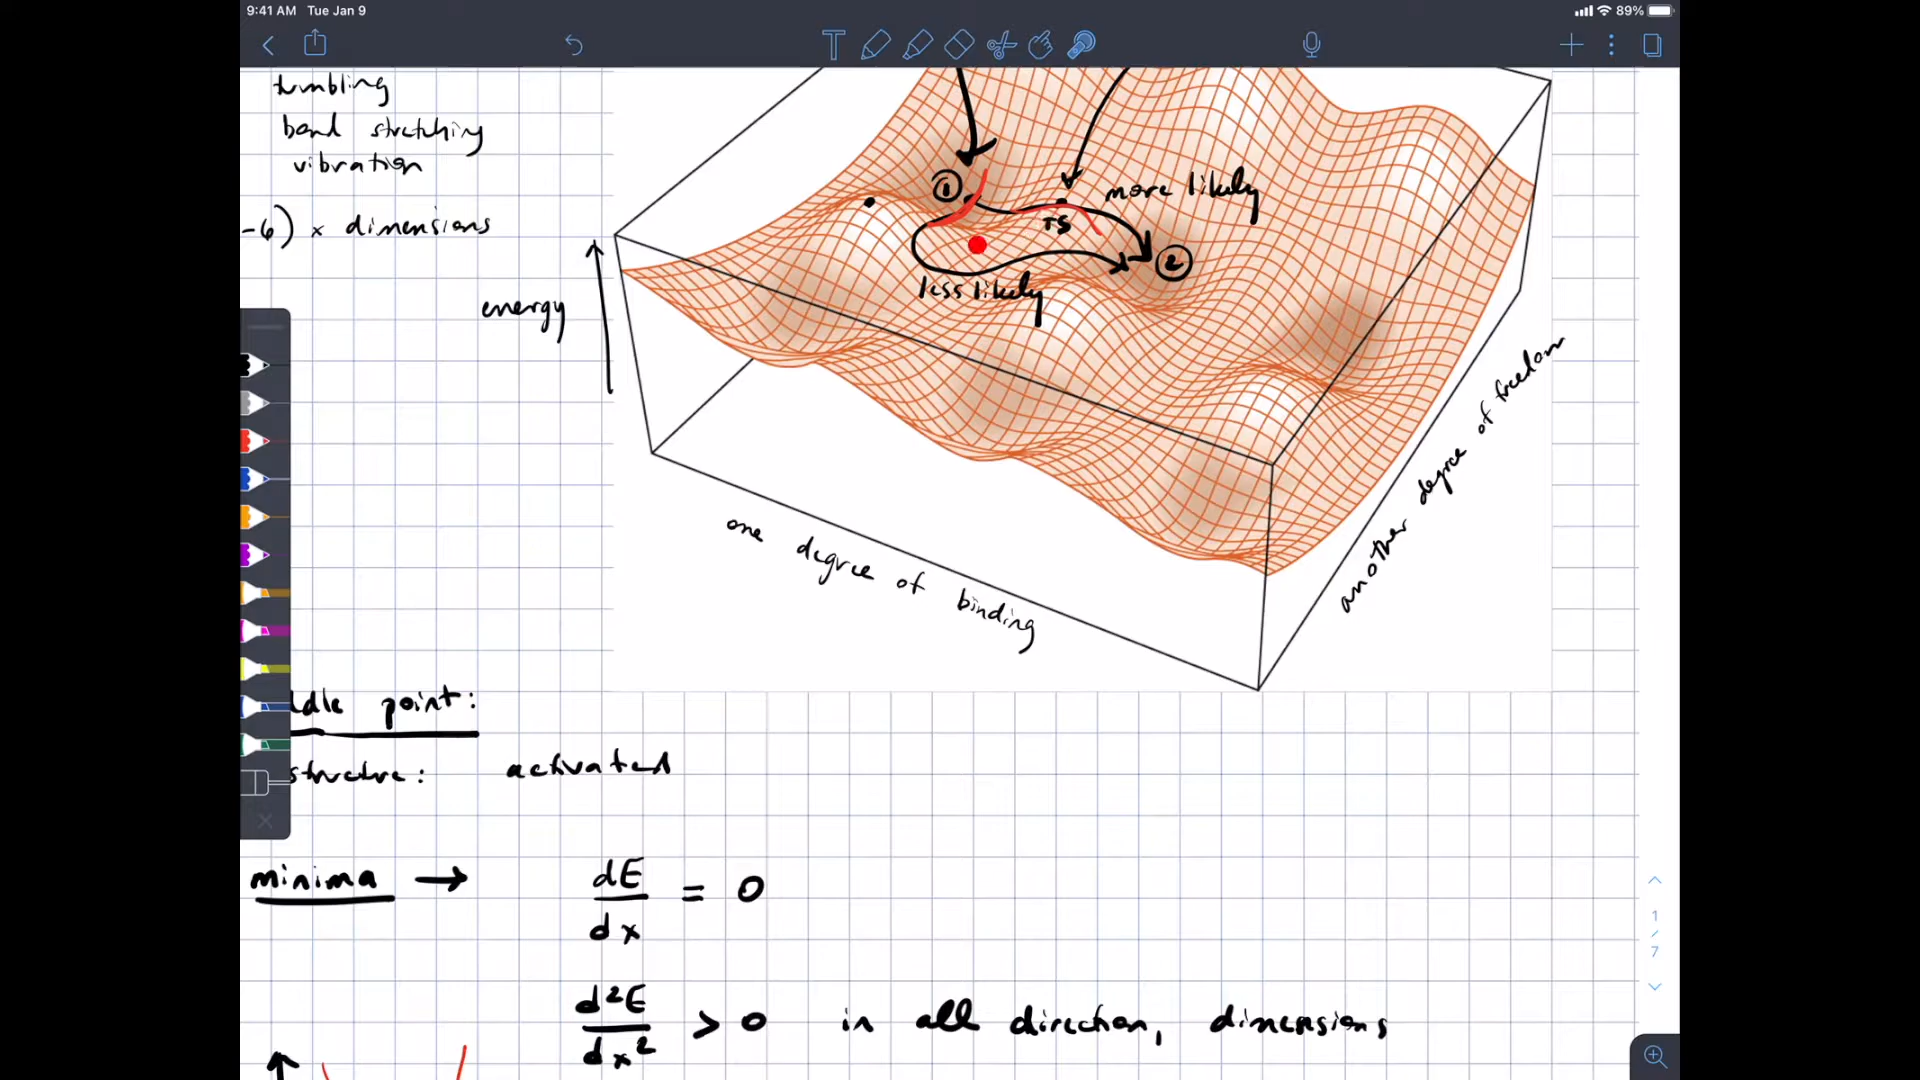 9:41 AM Tue Jan 9
89%
tumbling
bond stretching
vibration
-6) x dimensions
energy
1
TS
more likely
2
less likely
one degree of binding
another degree of freedom
ddle point:
structure: activated
minima → dE/dx = 0
d²E/dx² > 0 in all direction, dimensions
1
/
7